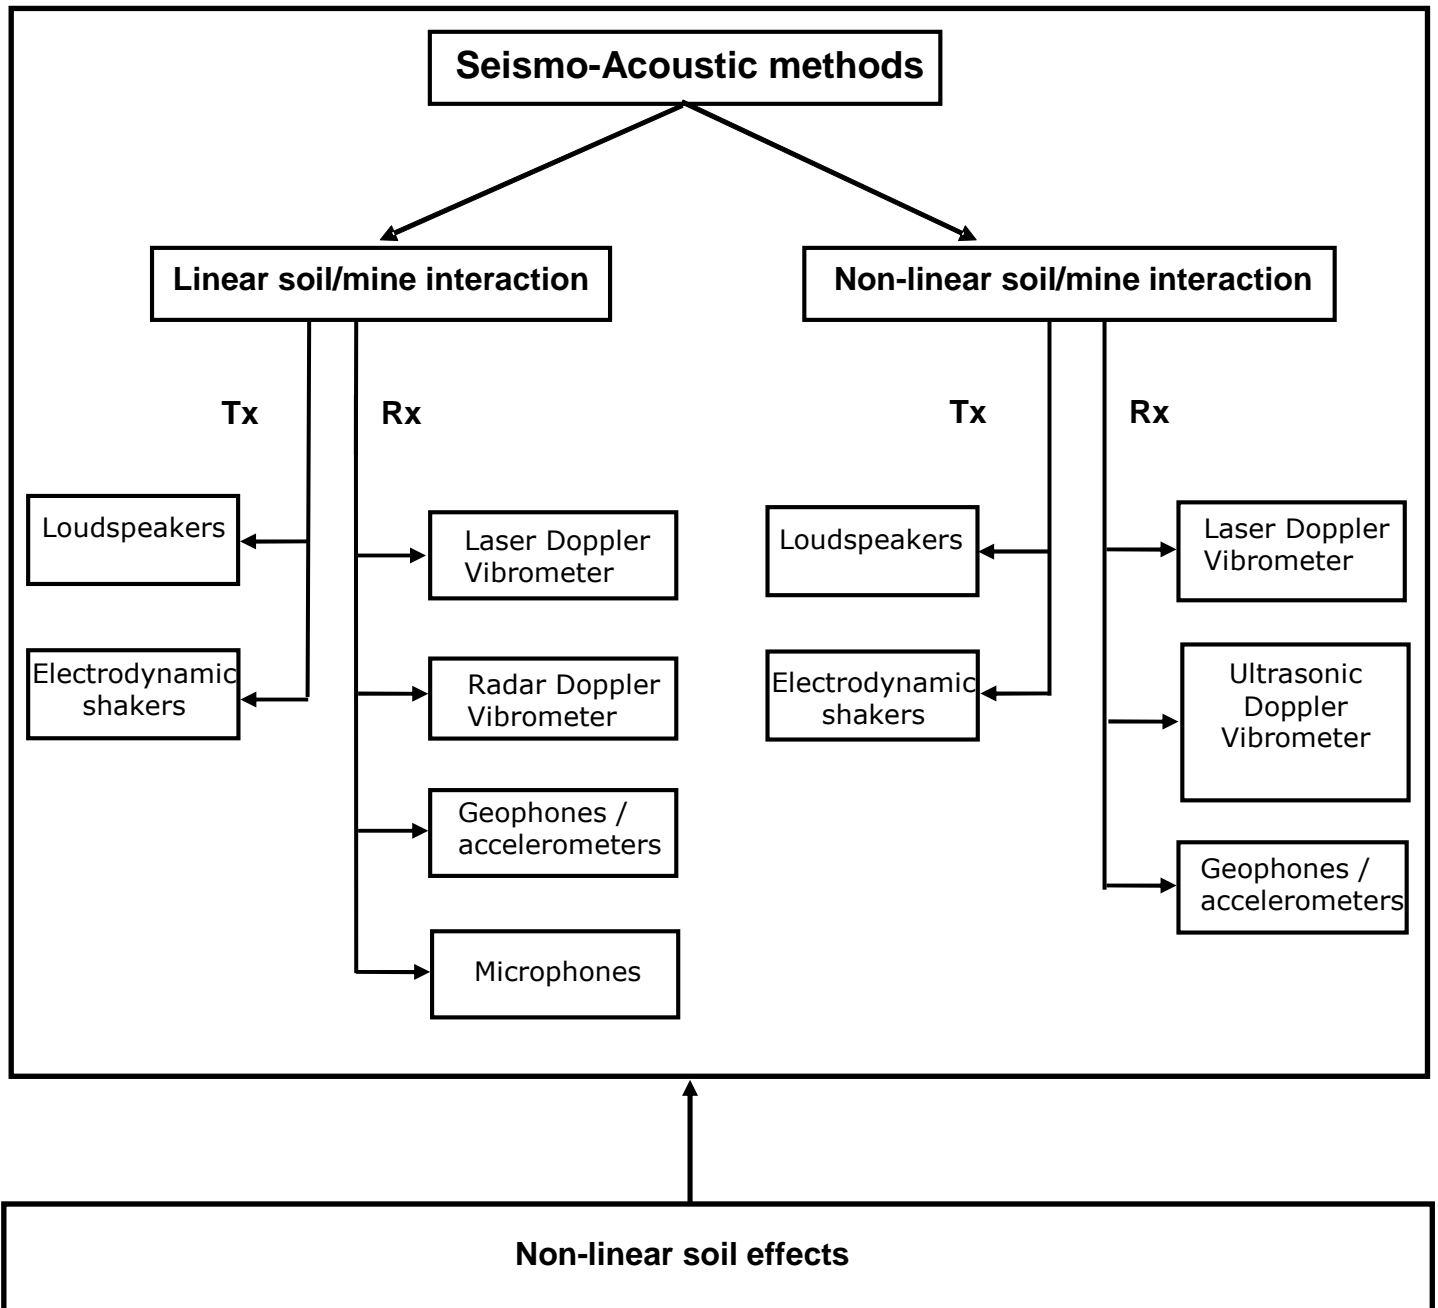 Seismo-Acoustic methods
Linear soil/mine interaction
Non-linear soil/mine interaction
Tx
Rx
Tx
Rx
Loudspeakers
Electrodynamic
shakers
Laser Doppler
Vibrometer
Radar Doppler
Vibrometer
Geophones /
accelerometers
Microphones
Loudspeakers
Electrodynamic
shakers
Laser Doppler
Vibrometer
Ultrasonic
Doppler
Vibrometer
Geophones /
accelerometers
Non-linear soil effects